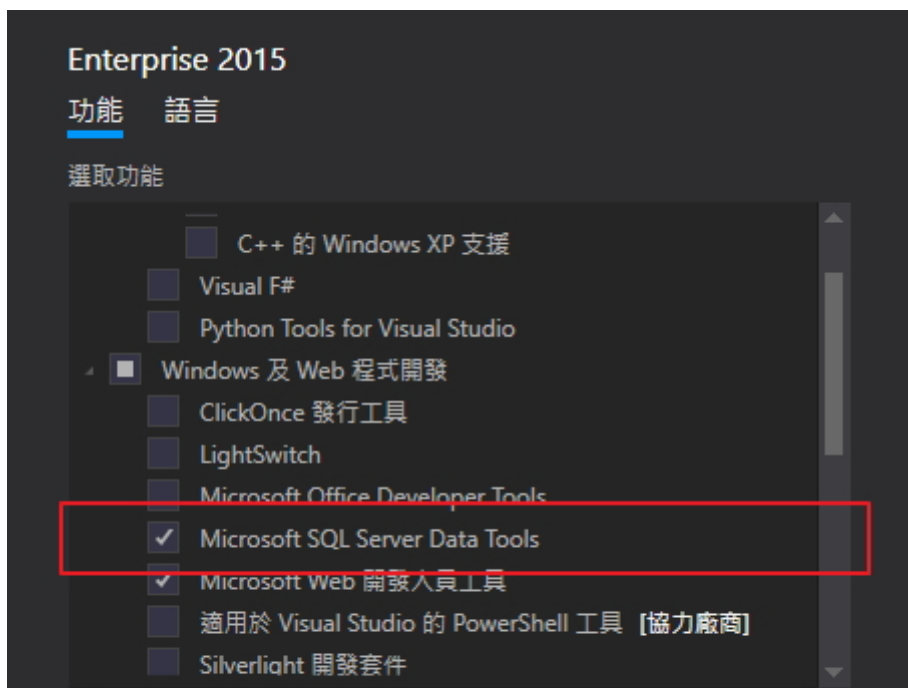 Enterprise 2015
功能 語言
選取功能
C++ 的 Windows XP 支援
Visual F#
Python Tools for Visual Studio
Windows 及 Web 程式開發
ClickOnce 發行工具
LightSwitch
Microsoft Office Developer Tools
Microsoft SQL Server Data Tools
Microsoft Web 開發人員工具
適用於 Visual Studio 的 PowerShell 工具 [協力廠商]
Silverlight 開發套件